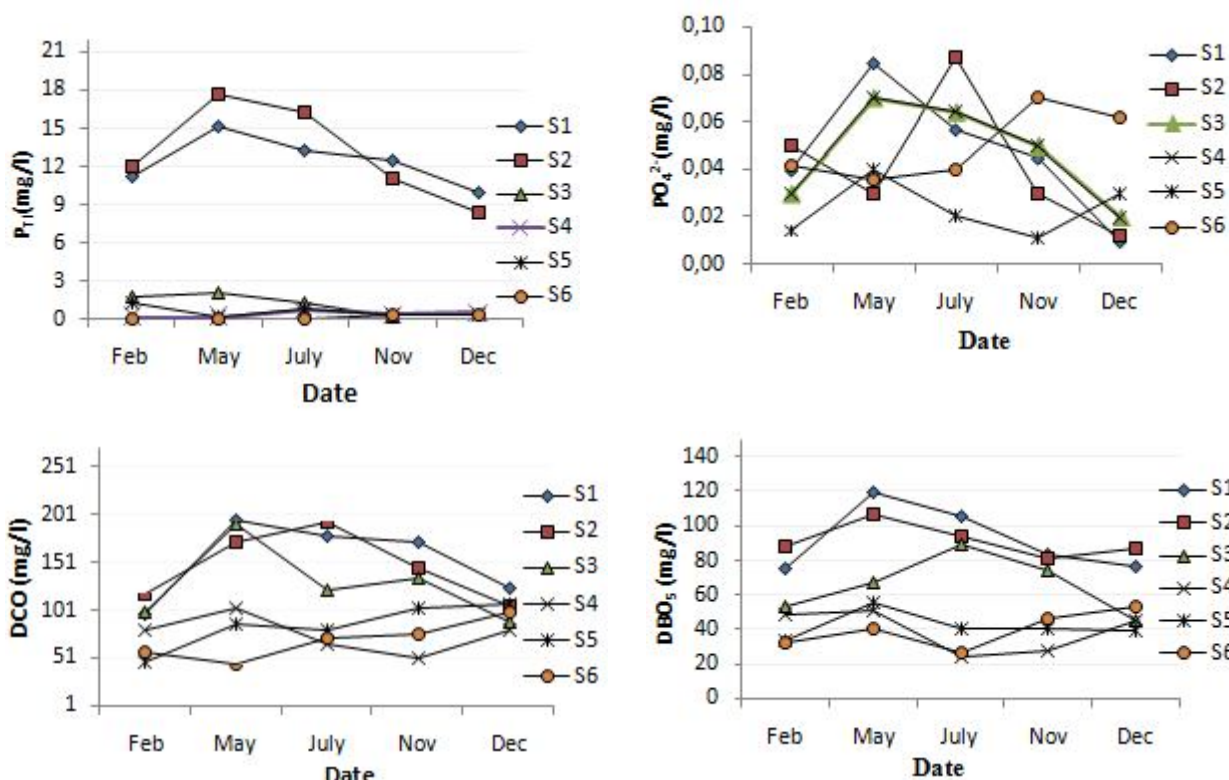 21
18
15
12
9
6
3
0
P T1 (mg/l)
Feb May July Nov Dec
Date
S1
S2
S3
S4
S5
S6
0,10
0,08
0,06
0,04
0,02
0,00
PO₄²⁻(mg/l)
Feb May July Nov Dec
Date
S1
S2
S3
S4
S5
S6
251
201
151
101
51
1
DCO (mg/l)
Feb May July Nov Dec
Date
S1
S2
S3
S4
S5
S6
140
120
100
80
60
40
20
0
DBO₅ (mg/l)
Feb May July Nov Dec
Date
S1
S2
S3
S4
S5
S6